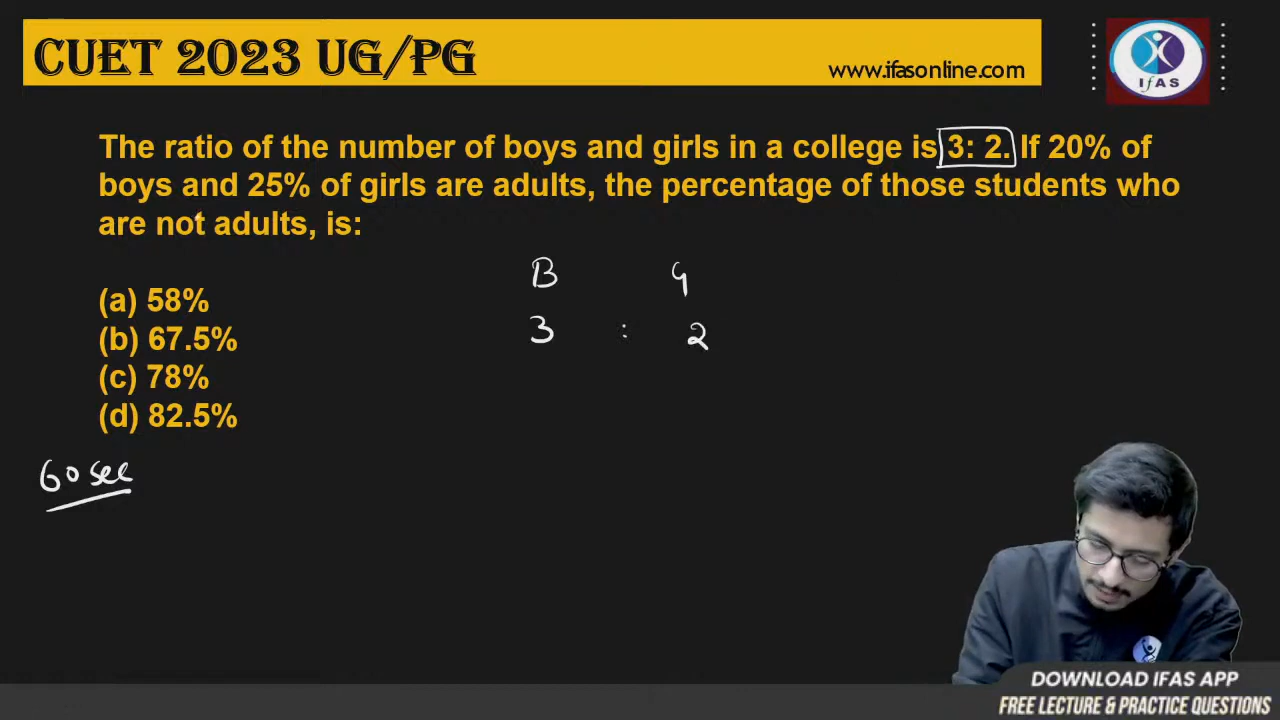 CUET 2023 UG/PG
www.ifasonline.com
IfAS
The ratio of the number of boys and girls in a college is 3: 2. If 20% of
boys and 25% of girls are adults, the percentage of those students who
are not adults, is:
B G
3 : 2
(a) 58%
(b) 67.5%
(c) 78%
(d) 82.5%
60 sec
DOWNLOAD IFAS APP
FREE LECTURE & PRACTICE QUESTIONS